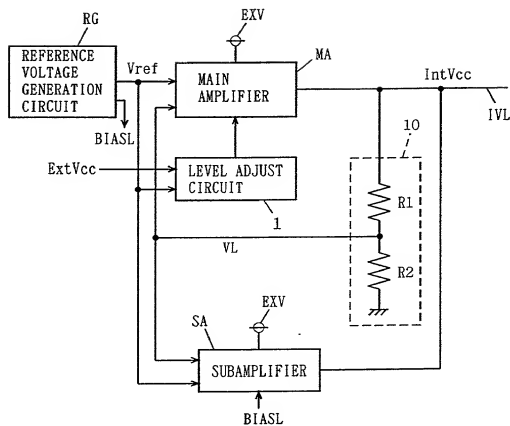 RG
REFERENCE
VOLTAGE
GENERATION
CIRCUIT
Vref
BIASL
EXV
MA
MAIN
AMPLIFIER
IntVcc
IVL
ExtVcc
LEVEL ADJUST
CIRCUIT
1
10
R1
R2
VL
EXV
SA
SUBAMPLIFIER
BIASL